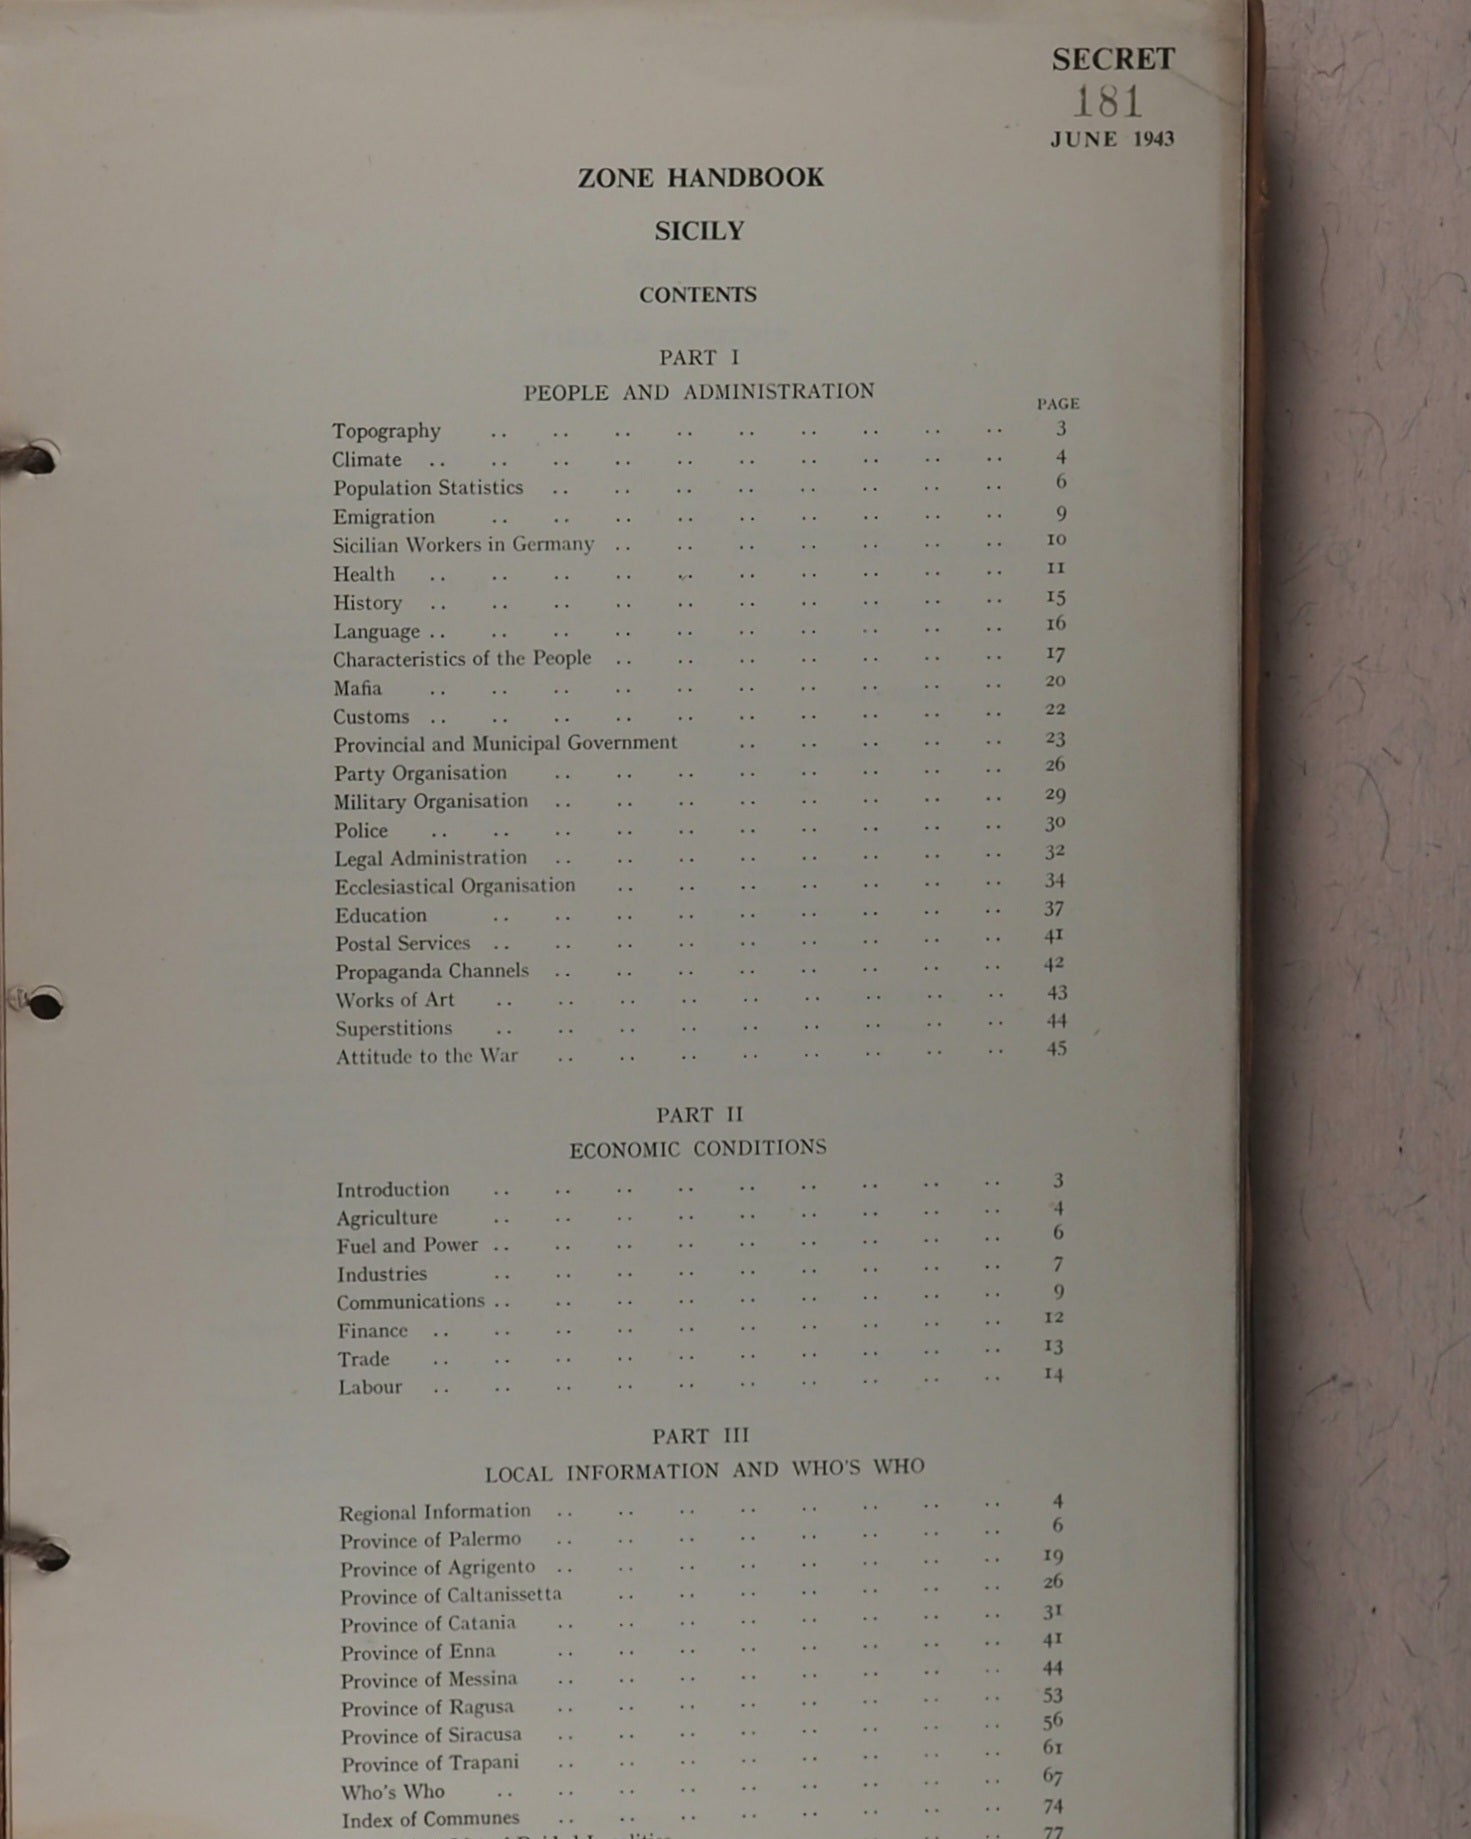 SECRET
181
JUNE 1943
ZONE HANDBOOK
SICILY
CONTENTS
PART I
PEOPLE AND ADMINISTRATION
PAGE
Topography .. .. .. .. .. .. .. .. .. 3
Climate .. .. .. .. .. .. .. .. .. .. 4
Population Statistics .. .. .. .. .. .. .. .. 6
Emigration .. .. .. .. .. .. .. .. .. 9
Sicilian Workers in Germany .. .. .. .. .. .. .. 10
Health .. .. .. .. .. .. .. .. .. .. 11
History .. .. .. .. .. .. .. .. .. .. 15
Language .. .. .. .. .. .. .. .. .. .. 16
Characteristics of the People .. .. .. .. .. .. .. 17
Mafia .. .. .. .. .. .. .. .. .. .. 20
Customs .. .. .. .. .. .. .. .. .. .. 22
Provincial and Municipal Government .. .. .. .. .. 23
Party Organisation .. .. .. .. .. .. .. .. 26
Military Organisation .. .. .. .. .. .. .. .. 29
Police .. .. .. .. .. .. .. .. .. .. 30
Legal Administration .. .. .. .. .. .. .. .. 32
Ecclesiastical Organisation .. .. .. .. .. .. .. 34
Education .. .. .. .. .. .. .. .. .. 37
Postal Services .. .. .. .. .. .. .. .. .. 41
Propaganda Channels .. .. .. .. .. .. .. .. 42
Works of Art .. .. .. .. .. .. .. .. .. 43
Superstitions .. .. .. .. .. .. .. .. .. 44
Attitude to the War .. .. .. .. .. .. .. .. 45
PART II
ECONOMIC CONDITIONS
Introduction .. .. .. .. .. .. .. .. .. 3
Agriculture .. .. .. .. .. .. .. .. .. 4
Fuel and Power .. .. .. .. .. .. .. .. .. 6
Industries .. .. .. .. .. .. .. .. .. 7
Communications .. .. .. .. .. .. .. .. .. 9
Finance .. .. .. .. .. .. .. .. .. .. 12
Trade .. .. .. .. .. .. .. .. .. .. 13
Labour .. .. .. .. .. .. .. .. .. .. 14
PART III
LOCAL INFORMATION AND WHO'S WHO
Regional Information .. .. .. .. .. .. .. .. 4
Province of Palermo .. .. .. .. .. .. .. .. 6
Province of Agrigento .. .. .. .. .. .. .. .. 19
Province of Caltanissetta .. .. .. .. .. .. .. 26
Province of Catania .. .. .. .. .. .. .. .. 31
Province of Enna .. .. .. .. .. .. .. .. 41
Province of Messina .. .. .. .. .. .. .. .. 44
Province of Ragusa .. .. .. .. .. .. .. .. 53
Province of Siracusa .. .. .. .. .. .. .. .. 56
Province of Trapani .. .. .. .. .. .. .. .. 61
Who's Who .. .. .. .. .. .. .. .. .. 67
Index of Communes .. .. .. .. .. .. .. .. 74
77